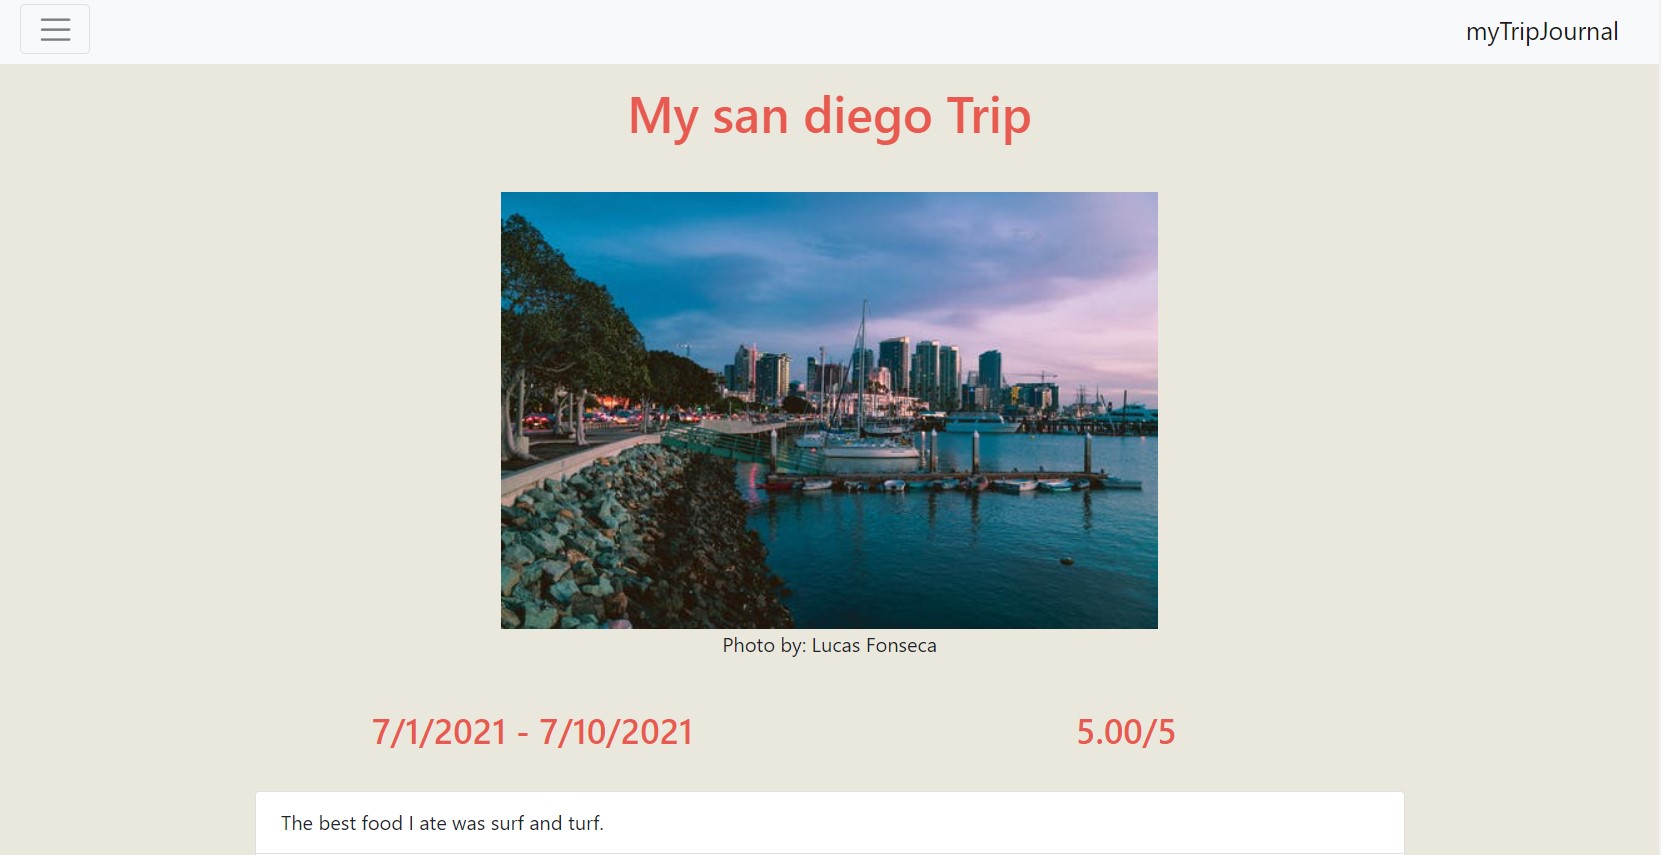 myTripJournal
My san diego Trip
Photo by: Lucas Fonseca
7/1/2021 - 7/10/2021
5.00/5
The best food I ate was surf and turf.